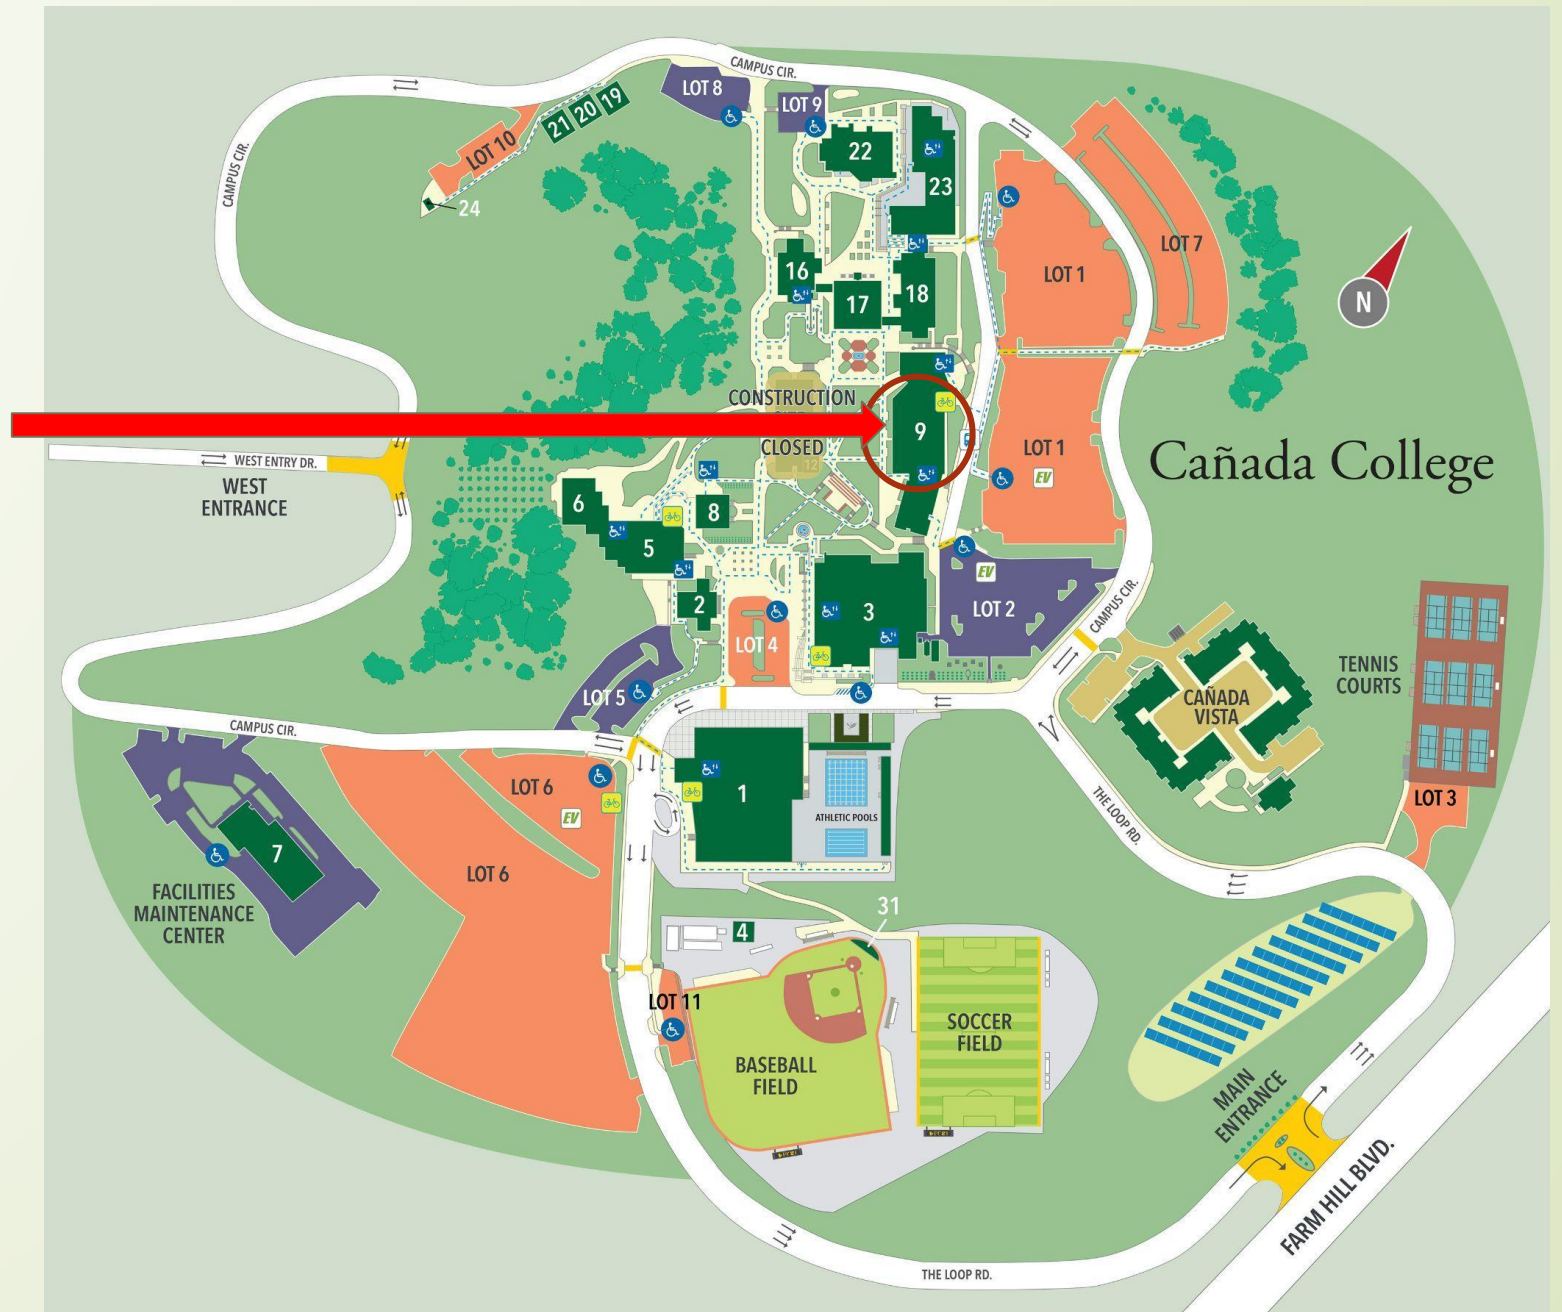 CAMPUS CIR.
LOT 8
LOT 9
21
20
19
LOT 10
22
23
CAMPUS CIR.
24
LOT 7
16
LOT 1
17
18
N
CONSTRUCTION
CLOSED
12
9
LOT 1
EV
Cañada College
WEST ENTRY DR.
WEST
ENTRANCE
6
8
5
EV
2
3
LOT 2
CAMPUS CIR.
LOT 4
TENNIS
COURTS
LOT 5
CAÑADA
VISTA
CAMPUS CIR.
LOT 6
1
EV
ATHLETIC POOLS
THE LOOP RD.
LOT 3
7
LOT 6
FACILITIES
MAINTENANCE
CENTER
31
4
LOT 11
SOCCER
FIELD
BASEBALL
FIELD
MAIN
ENTRANCE
FARM HILL BLVD.
THE LOOP RD.